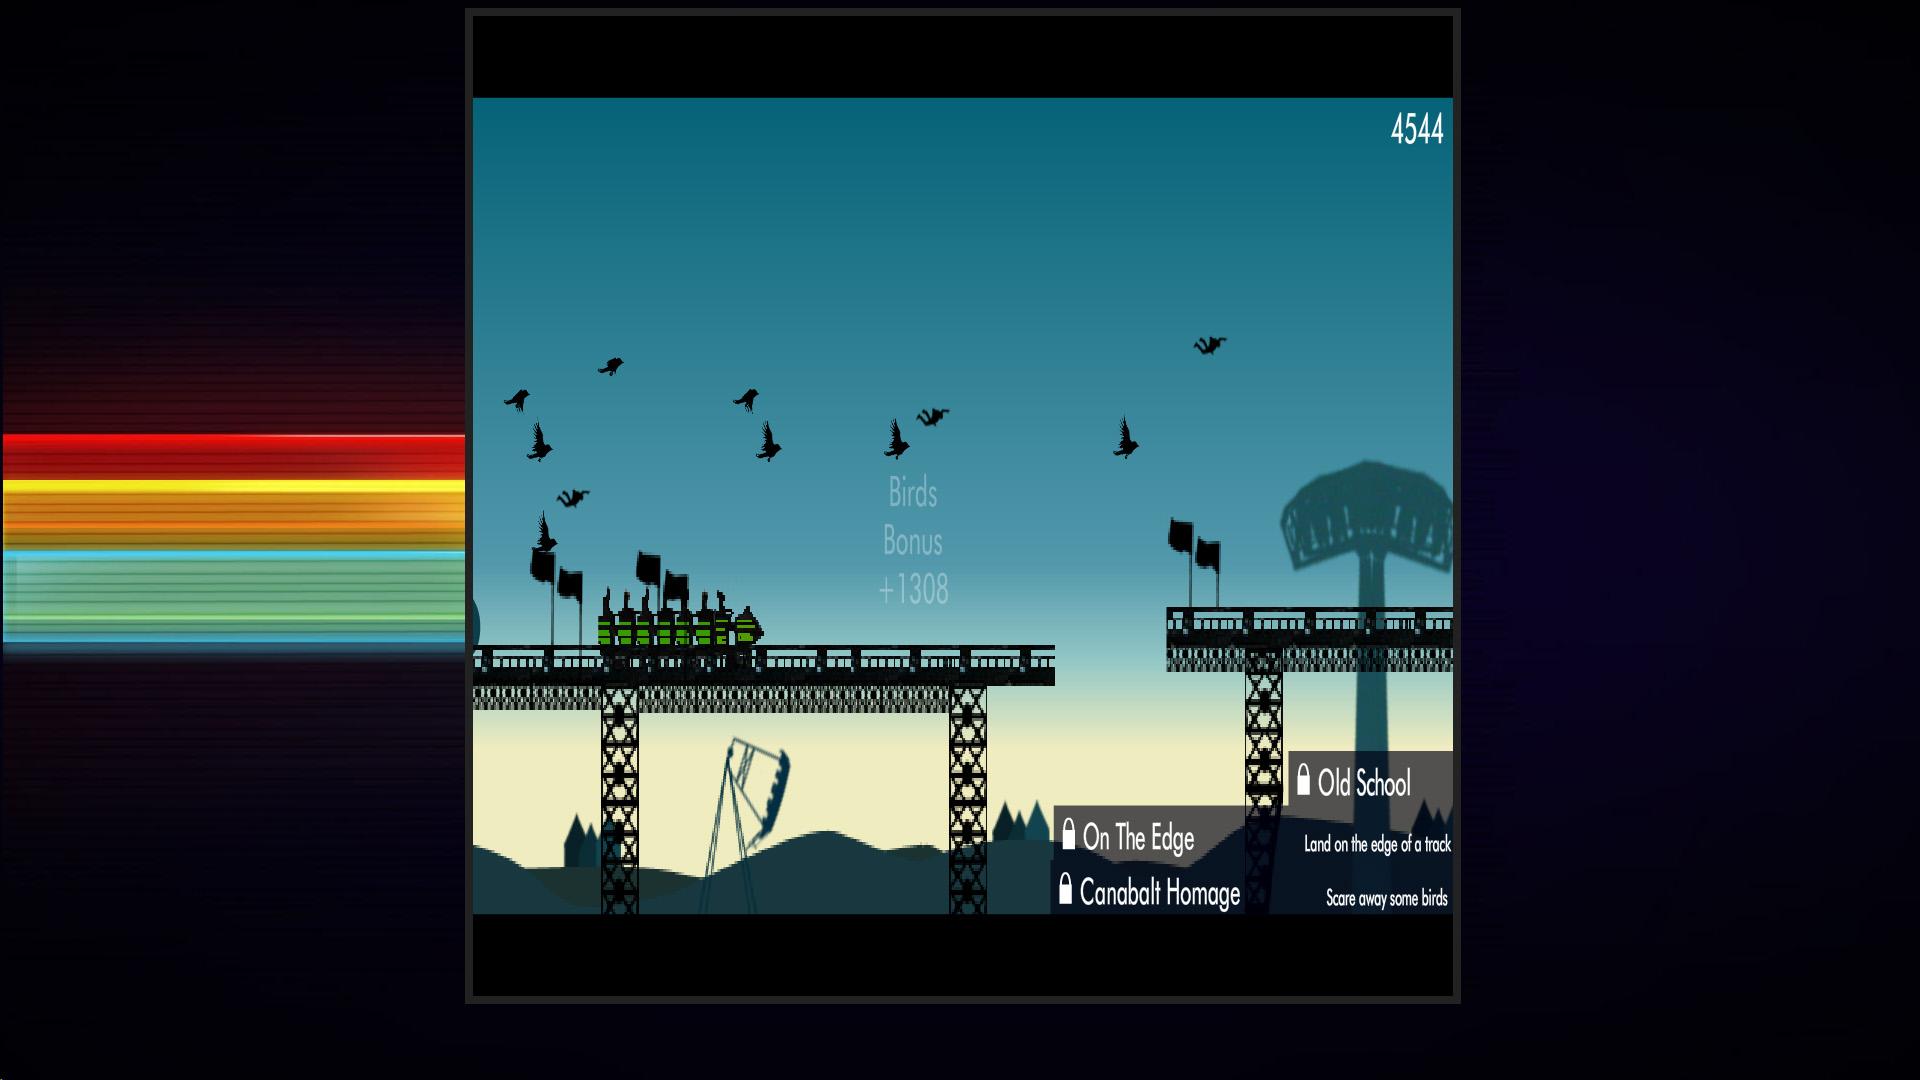 4544
Birds
Bonus
+1308
Old School
On The Edge
Land on the edge of a track
Canabalt Homage
Scare away some birds